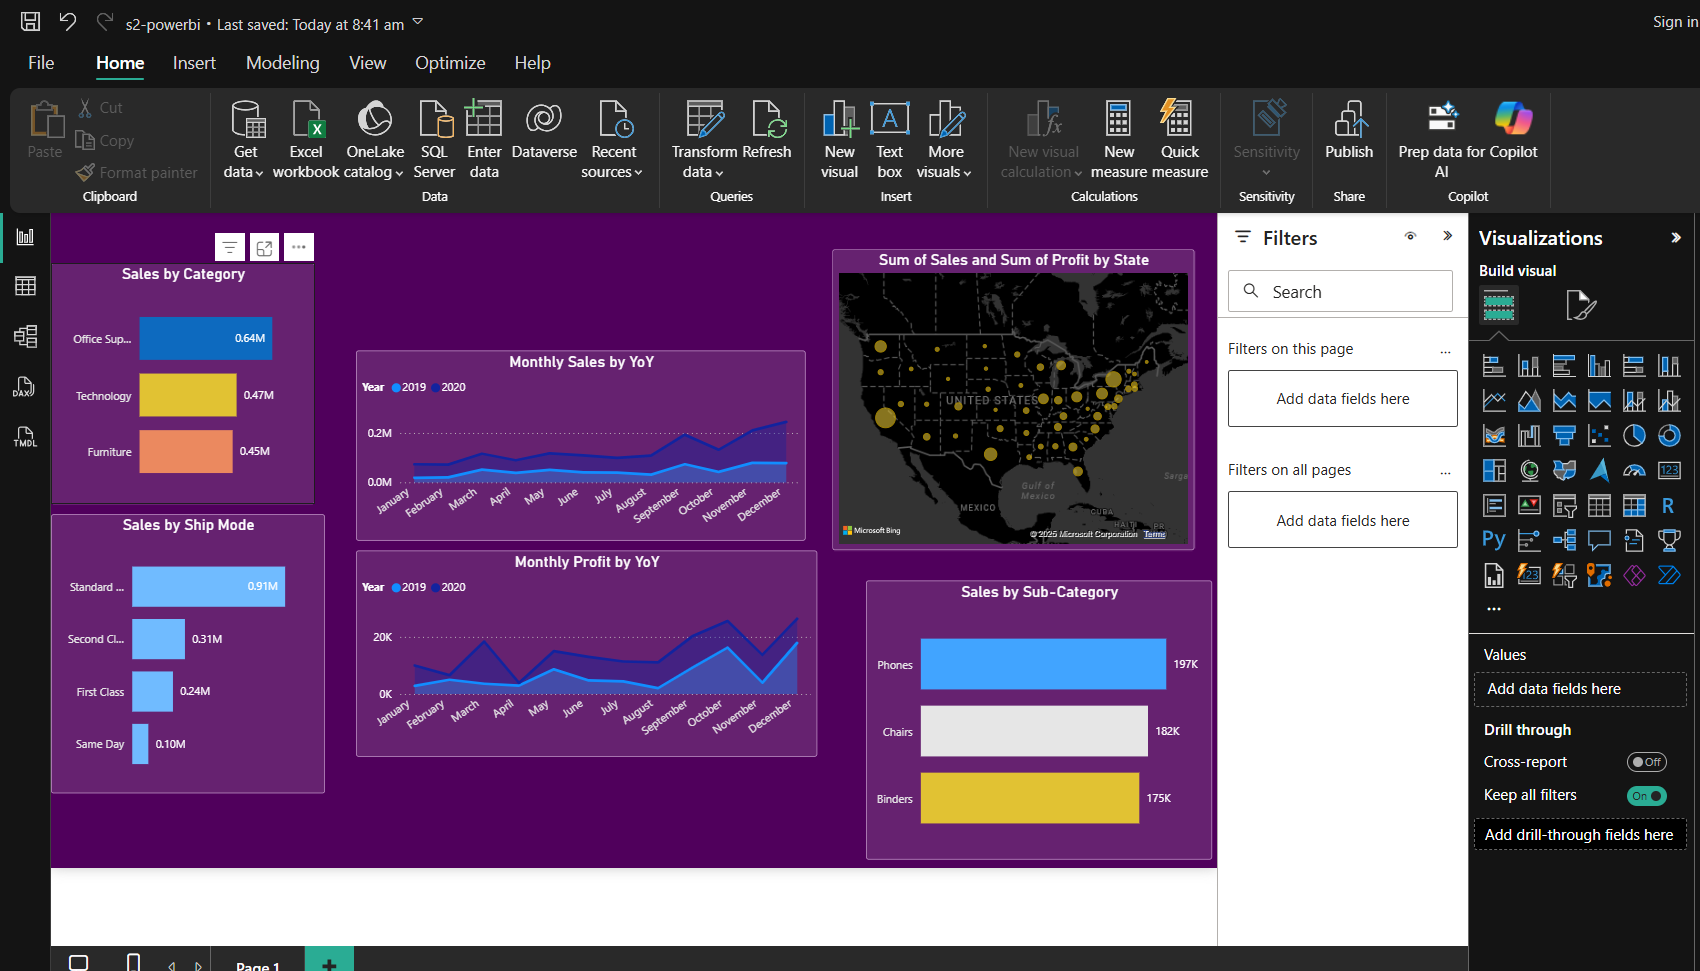 s2-powerbi • Last saved: Today at 8:41 am
Sign in
File Home Insert Modeling View Optimize Help
Paste
Cut
Copy
Format painter
Clipboard
Get data
Excel workbook
OneLake catalog
SQL Server
Enter data
Dataverse
Recent sources
Data
Transform data
Refresh
Queries
New visual
Text box
More visuals
Insert
New visual calculation
New measure
Quick measure
Calculations
Sensitivity
Sensitivity
Publish
Share
Prep data for AI
Copilot
Copilot
DAX
TMDL
Sales by Category
Office Sup... 0.64M
Technology 0.47M
Furniture 0.45M
Sales by Ship Mode
Standard ... 0.91M
Second Cl... 0.31M
First Class 0.24M
Same Day 0.10M
Monthly Sales by YoY
Year 2019 2020
0.2M
0.0M
January February March April May June July August September October November December
Monthly Profit by YoY
Year 2019 2020
20K
0K
January February March April May June July August September October November December
Sum of Sales and Sum of Profit by State
UNITED STATES
Gulf of
Mexico
Sarga
MEXICO
CUBA
HAITI
PR
Microsoft Bing
© 2025 Microsoft Corporation Terms
Sales by Sub-Category
Phones 197K
Chairs 182K
Binders 175K
Filters
Search
Filters on this page ...
Add data fields here
Filters on all pages ...
Add data fields here
Visualizations
Build visual
123
R
Py
123
...
Values
Add data fields here
Drill through
Cross-report Off
Keep all filters On
Add drill-through fields here
Page 1